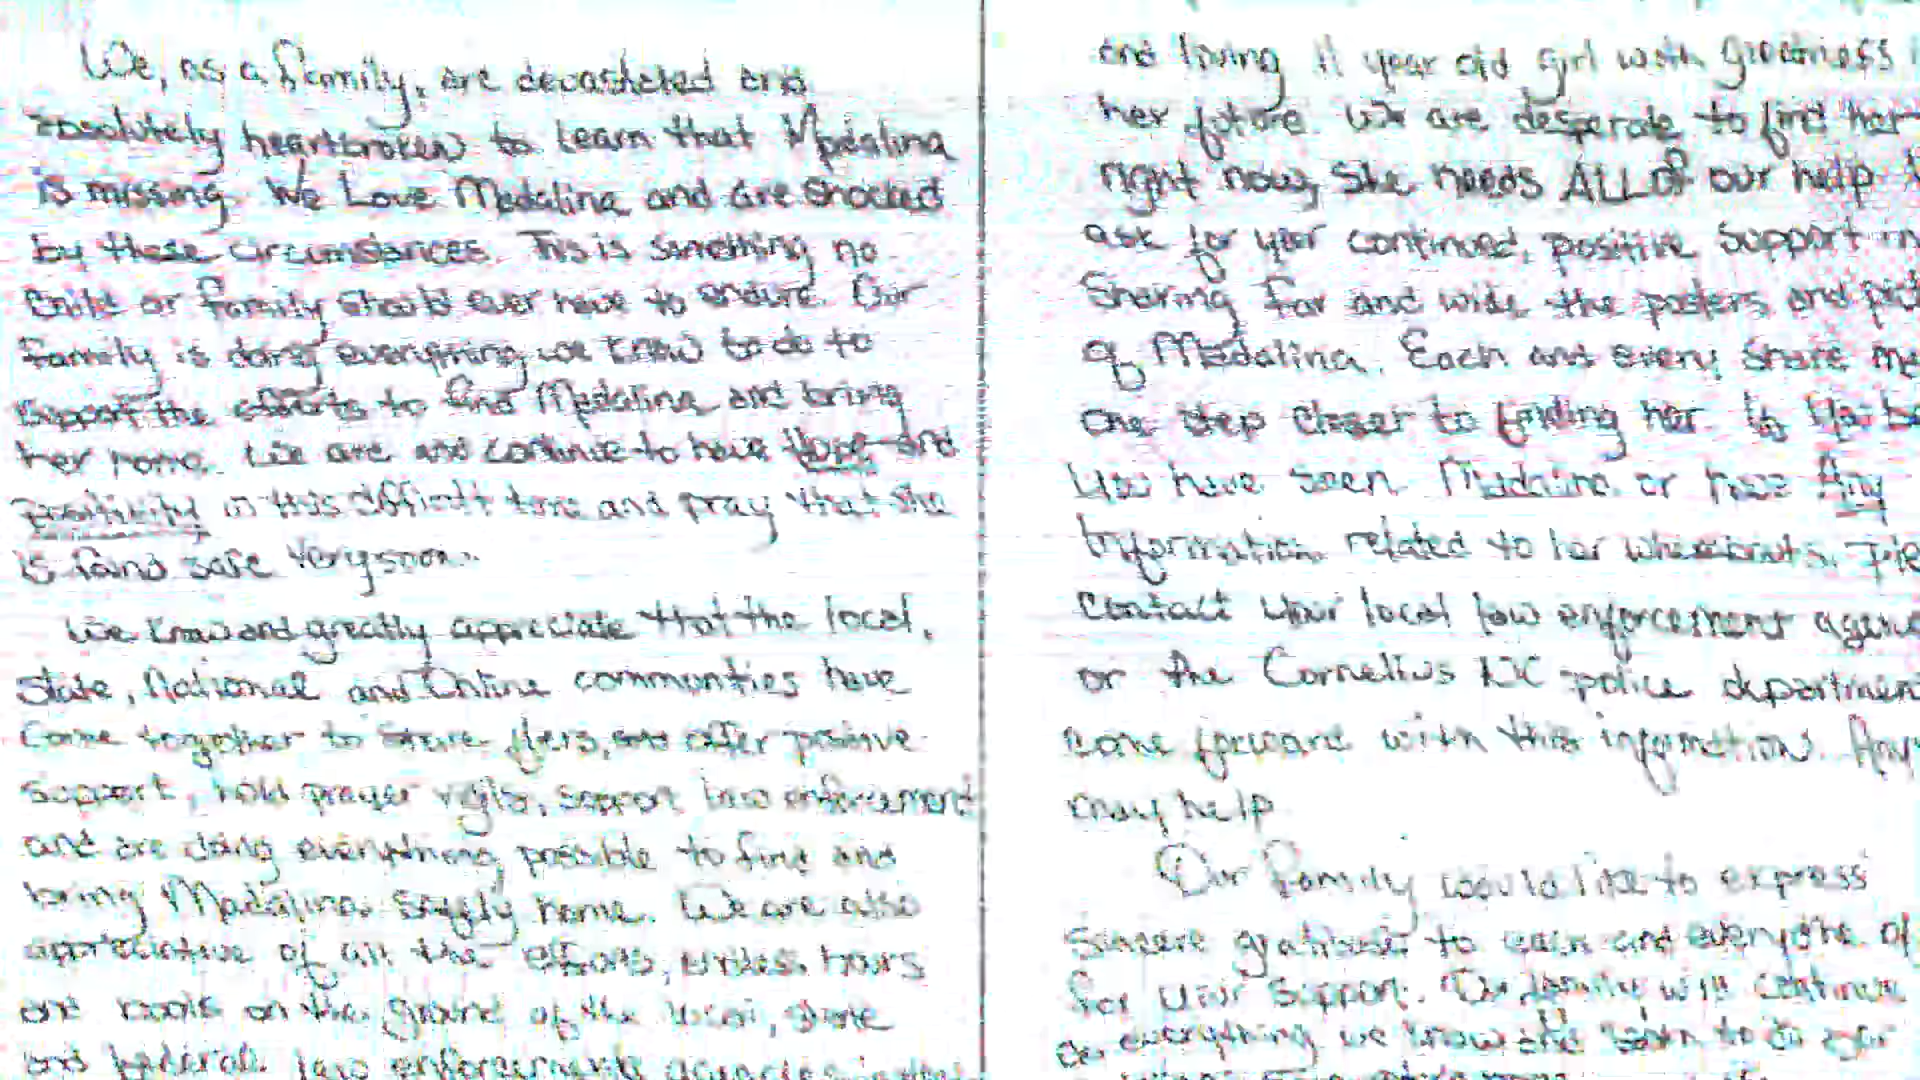 We, as a family, are devastated and
absolutely heartbroken to learn that Madalina
is missing. We Love Madalina and are shocked
by these circumstances. This is something no
child or family should ever have to endure. Our
family is doing everything we know to do to
support the efforts to find Madalina and bring
her home. We are and continue to have Hope and
positivity in this difficult time and pray that she
is found safe very soon.
We know and greatly appreciate that the local,
state, National and Online communities have
come together to share flyers, and offer positive
support, hold prayer vigils, support law enforcement
and are doing everything possible to find and
bring Madalina safely home. We are also
appreciative of all the efforts, hours
and boots on the ground of the local, state
and federal law enforcement agencies
and loving 11 year old girl with greatness i
her future. We are desperate to find her
right now, she needs ALL of our help
ask for your continued, positive support in
sharing far and wide the posters and pict
of Madalina. Each and every share
one step closer to finding her. If
you have seen Madalina or have Any
Information related to her whereabouts, ple
Contact your local law enforcement agenc
or the Cornelius NC police departmen
come forward with this information. Any
may help
Our family would like to express
sincere gratitude to each and everyone of
for your support. Our family will continue
do everything we know to do for